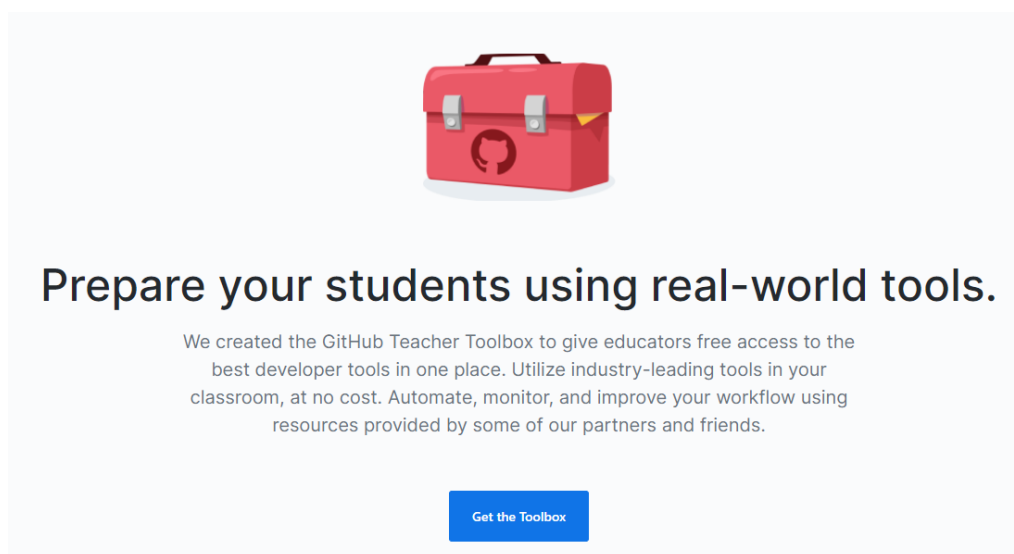 Prepare your students using real-world tools.
We created the GitHub Teacher Toolbox to give educators free access to the
best developer tools in one place. Utilize industry-leading tools in your
classroom, at no cost. Automate, monitor, and improve your workflow using
resources provided by some of our partners and friends.
Get the Toolbox